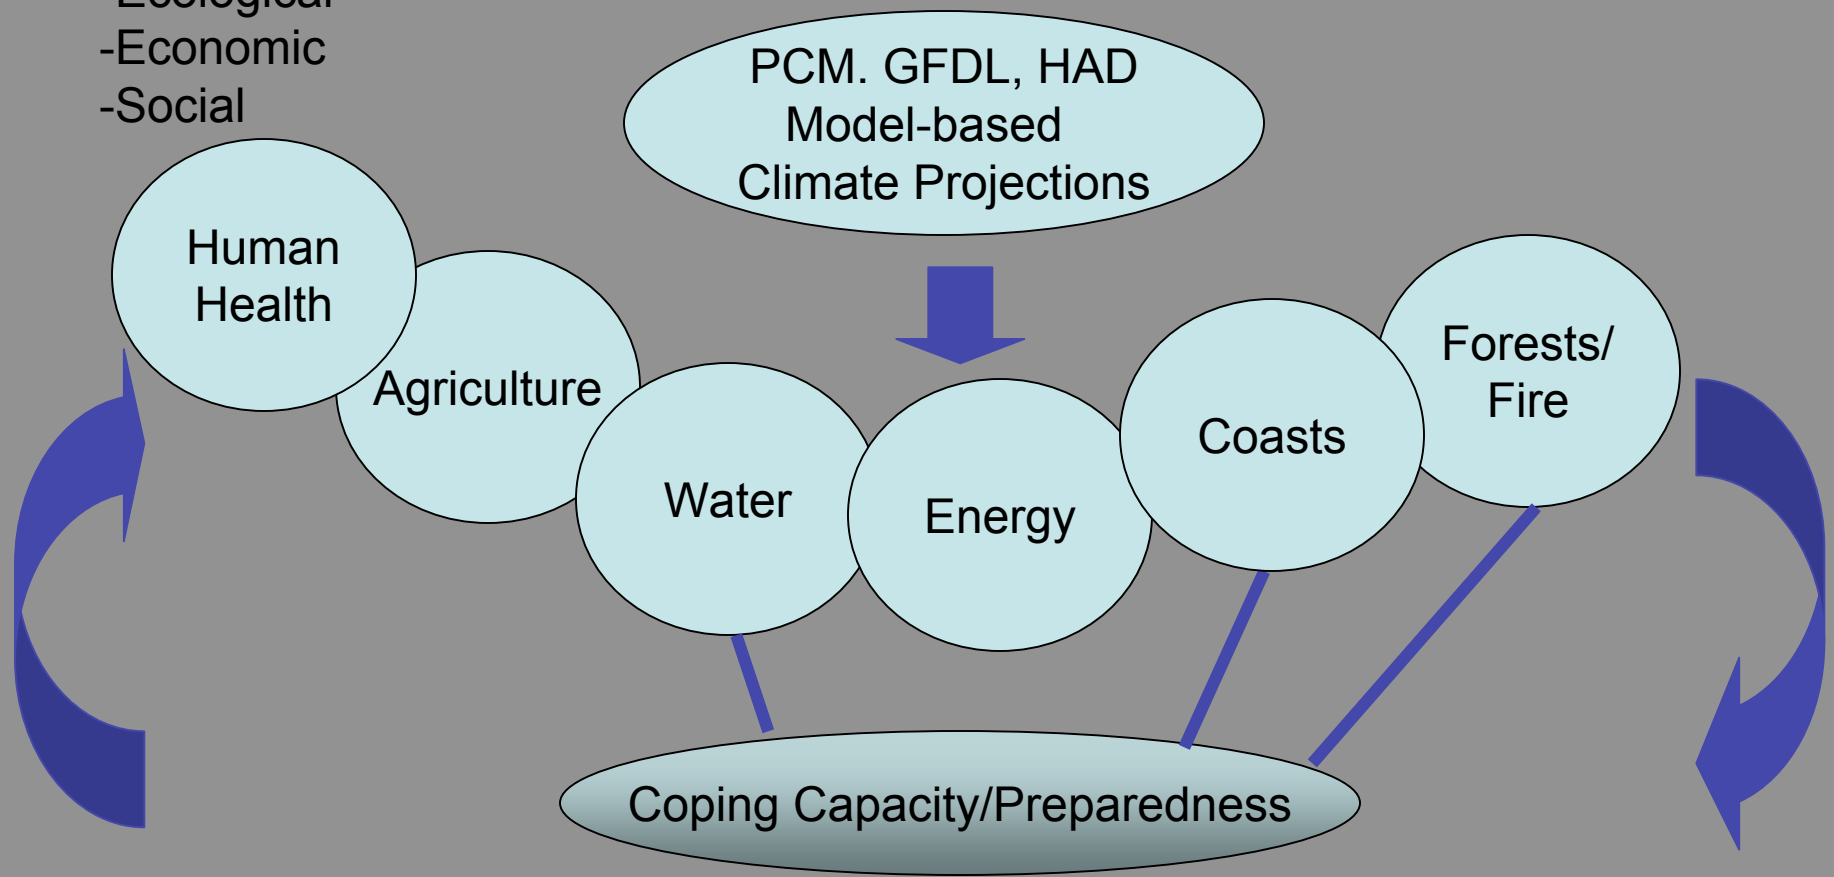 -Ecological
-Economic
-Social
PCM. GFDL, HAD
Model-based
Climate Projections
Human
Health
Agriculture
Water
Energy
Coasts
Forests/
Fire
Coping Capacity/Preparedness